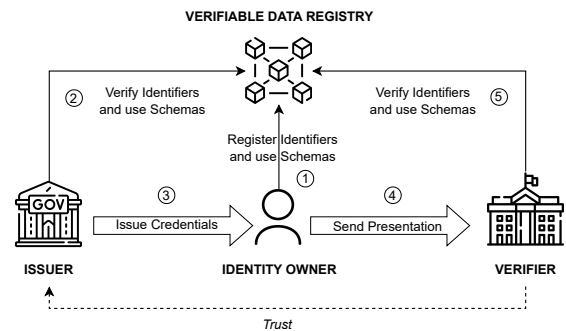 VERIFIABLE DATA REGISTRY
②
Verify Identifiers
and use Schemas
Verify Identifiers
and use Schemas
⑤
Register Identifiers
and use Schemas
①
③
④
GOV
Issue Credentials
Send Presentation
ISSUER
IDENTITY OWNER
VERIFIER
Trust